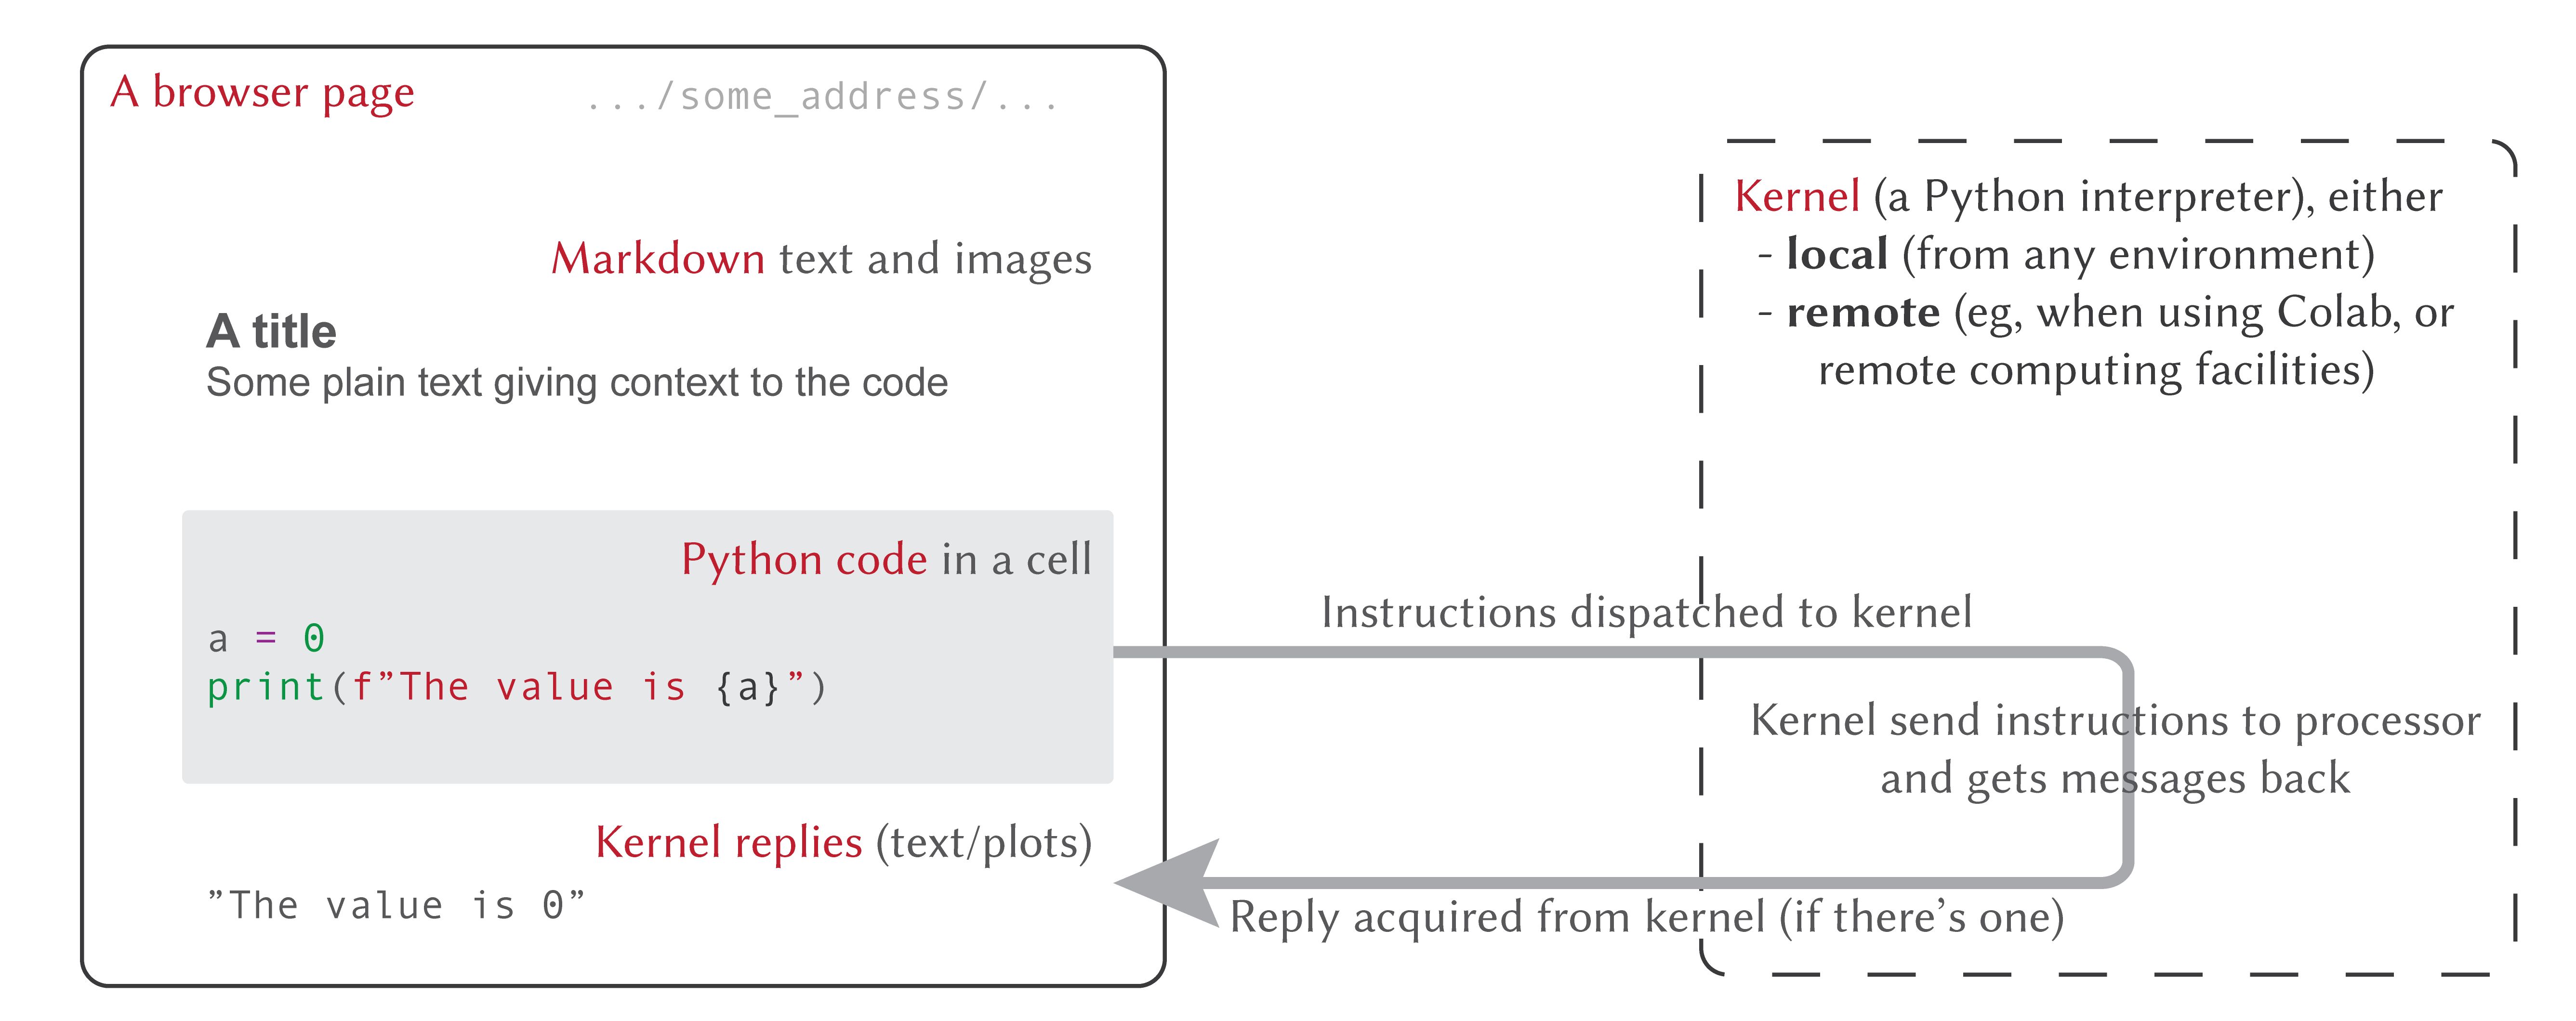 A browser page
.../some_address/...
Markdown text and images
A title
Some plain text giving context to the code
Python code in a cell
a = 0
print(f”The value is {a}”)
Kernel replies (text/plots)
”The value is 0”
Instructions dispatched to kernel
Kernel (a Python interpreter), either
- local (from any environment)
- remote (eg, when using Colab, or
remote computing facilities)
Kernel send instructions to processor
and gets messages back
Reply acquired from kernel (if there’s one)